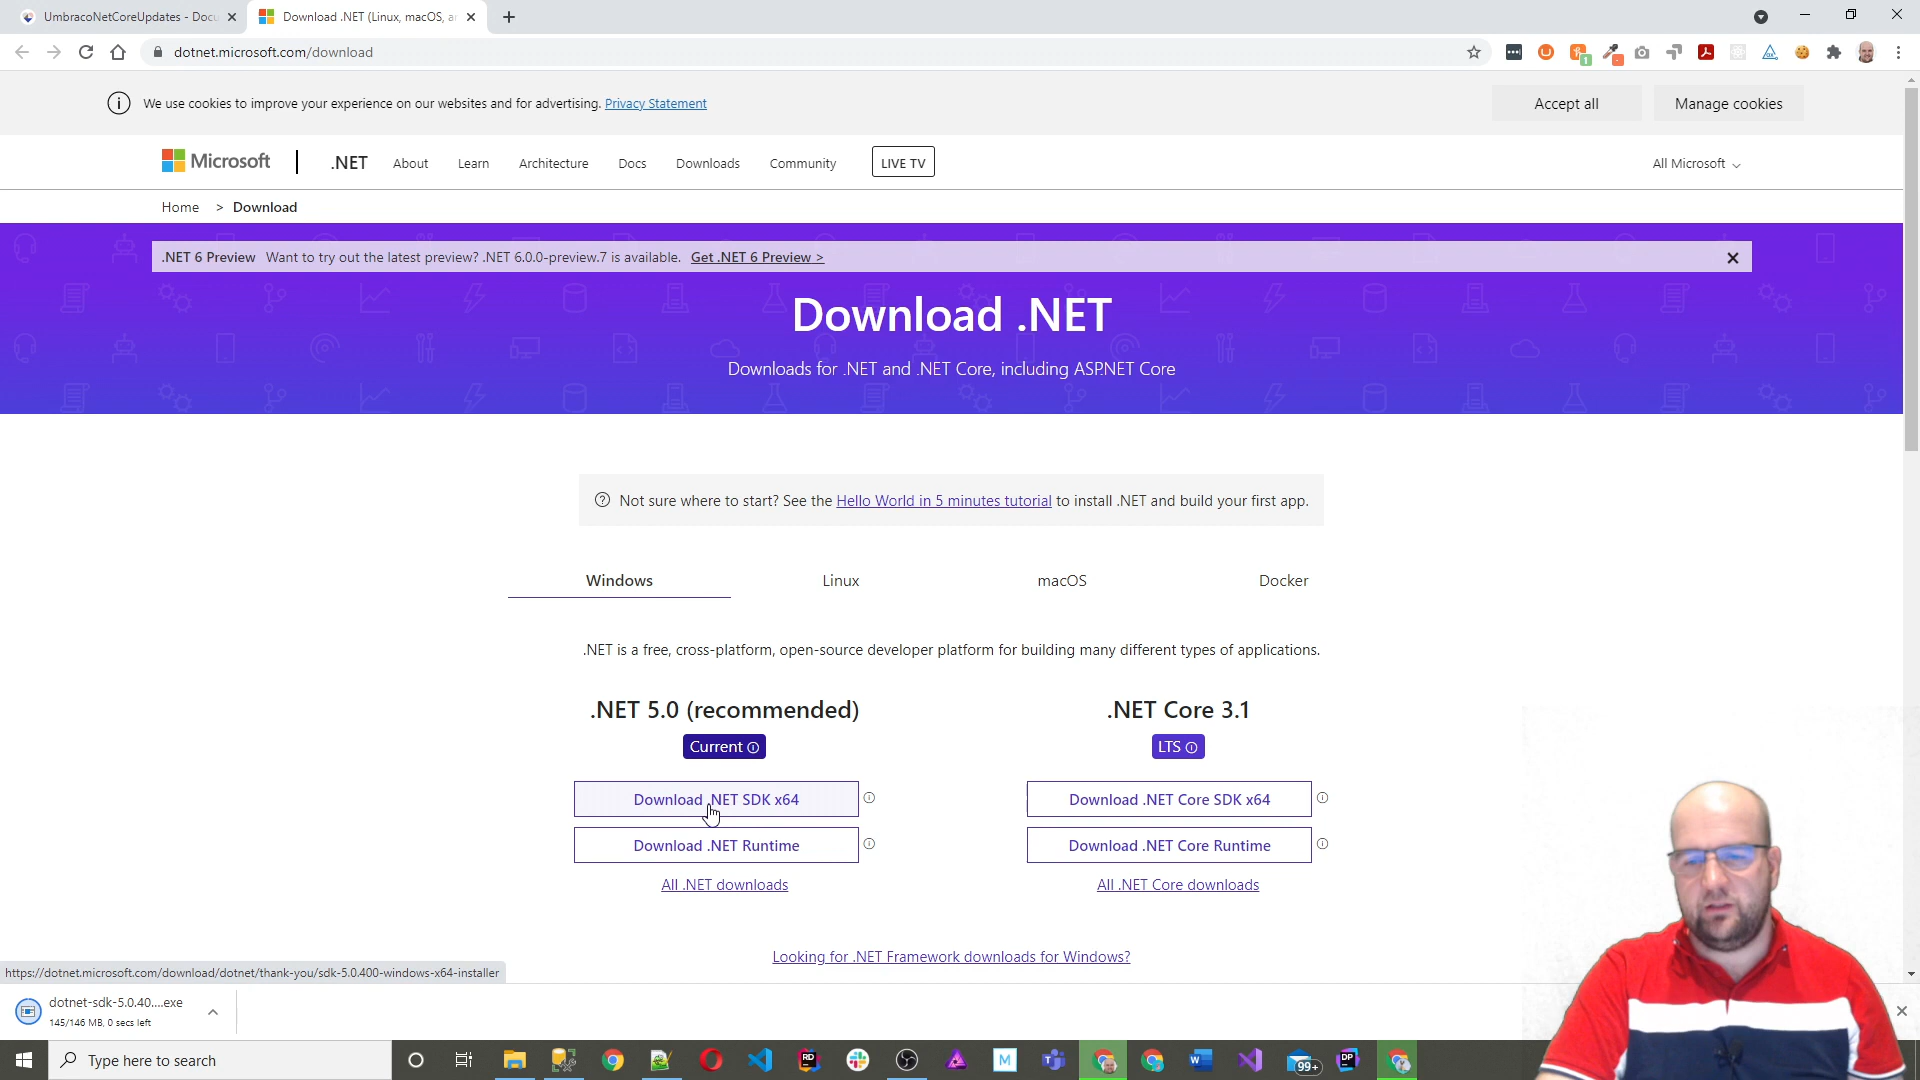 UmbracoNetCoreUpdates - Docu
Download .NET (Linux, macOS, an
dotnet.microsoft.com/download
We use cookies to improve your experience on our websites and for advertising. Privacy Statement
Accept all
Manage cookies
Microsoft
.NET
About
Learn
Architecture
Docs
Downloads
Community
LIVE TV
All Microsoft
Home > Download
.NET 6 Preview Want to try out the latest preview? .NET 6.0.0-preview.7 is available. Get .NET 6 Preview >
Download .NET
Downloads for .NET and .NET Core, including ASP.NET Core
Not sure where to start? See the Hello World in 5 minutes tutorial to install .NET and build your first app.
Windows
Linux
macOS
Docker
.NET is a free, cross-platform, open-source developer platform for building many different types of applications.
.NET 5.0 (recommended)
Current
Download .NET SDK x64
Download .NET Runtime
All .NET downloads
.NET Core 3.1
LTS
Download .NET Core SDK x64
Download .NET Core Runtime
All .NET Core downloads
Looking for .NET Framework downloads for Windows?
https://dotnet.microsoft.com/download/dotnet/thank-you/sdk-5.0.400-windows-x64-installer
dotnet-sdk-5.0.40....exe
145/146 MB, 0 secs left
Type here to search
RD
M
W
99+
DP